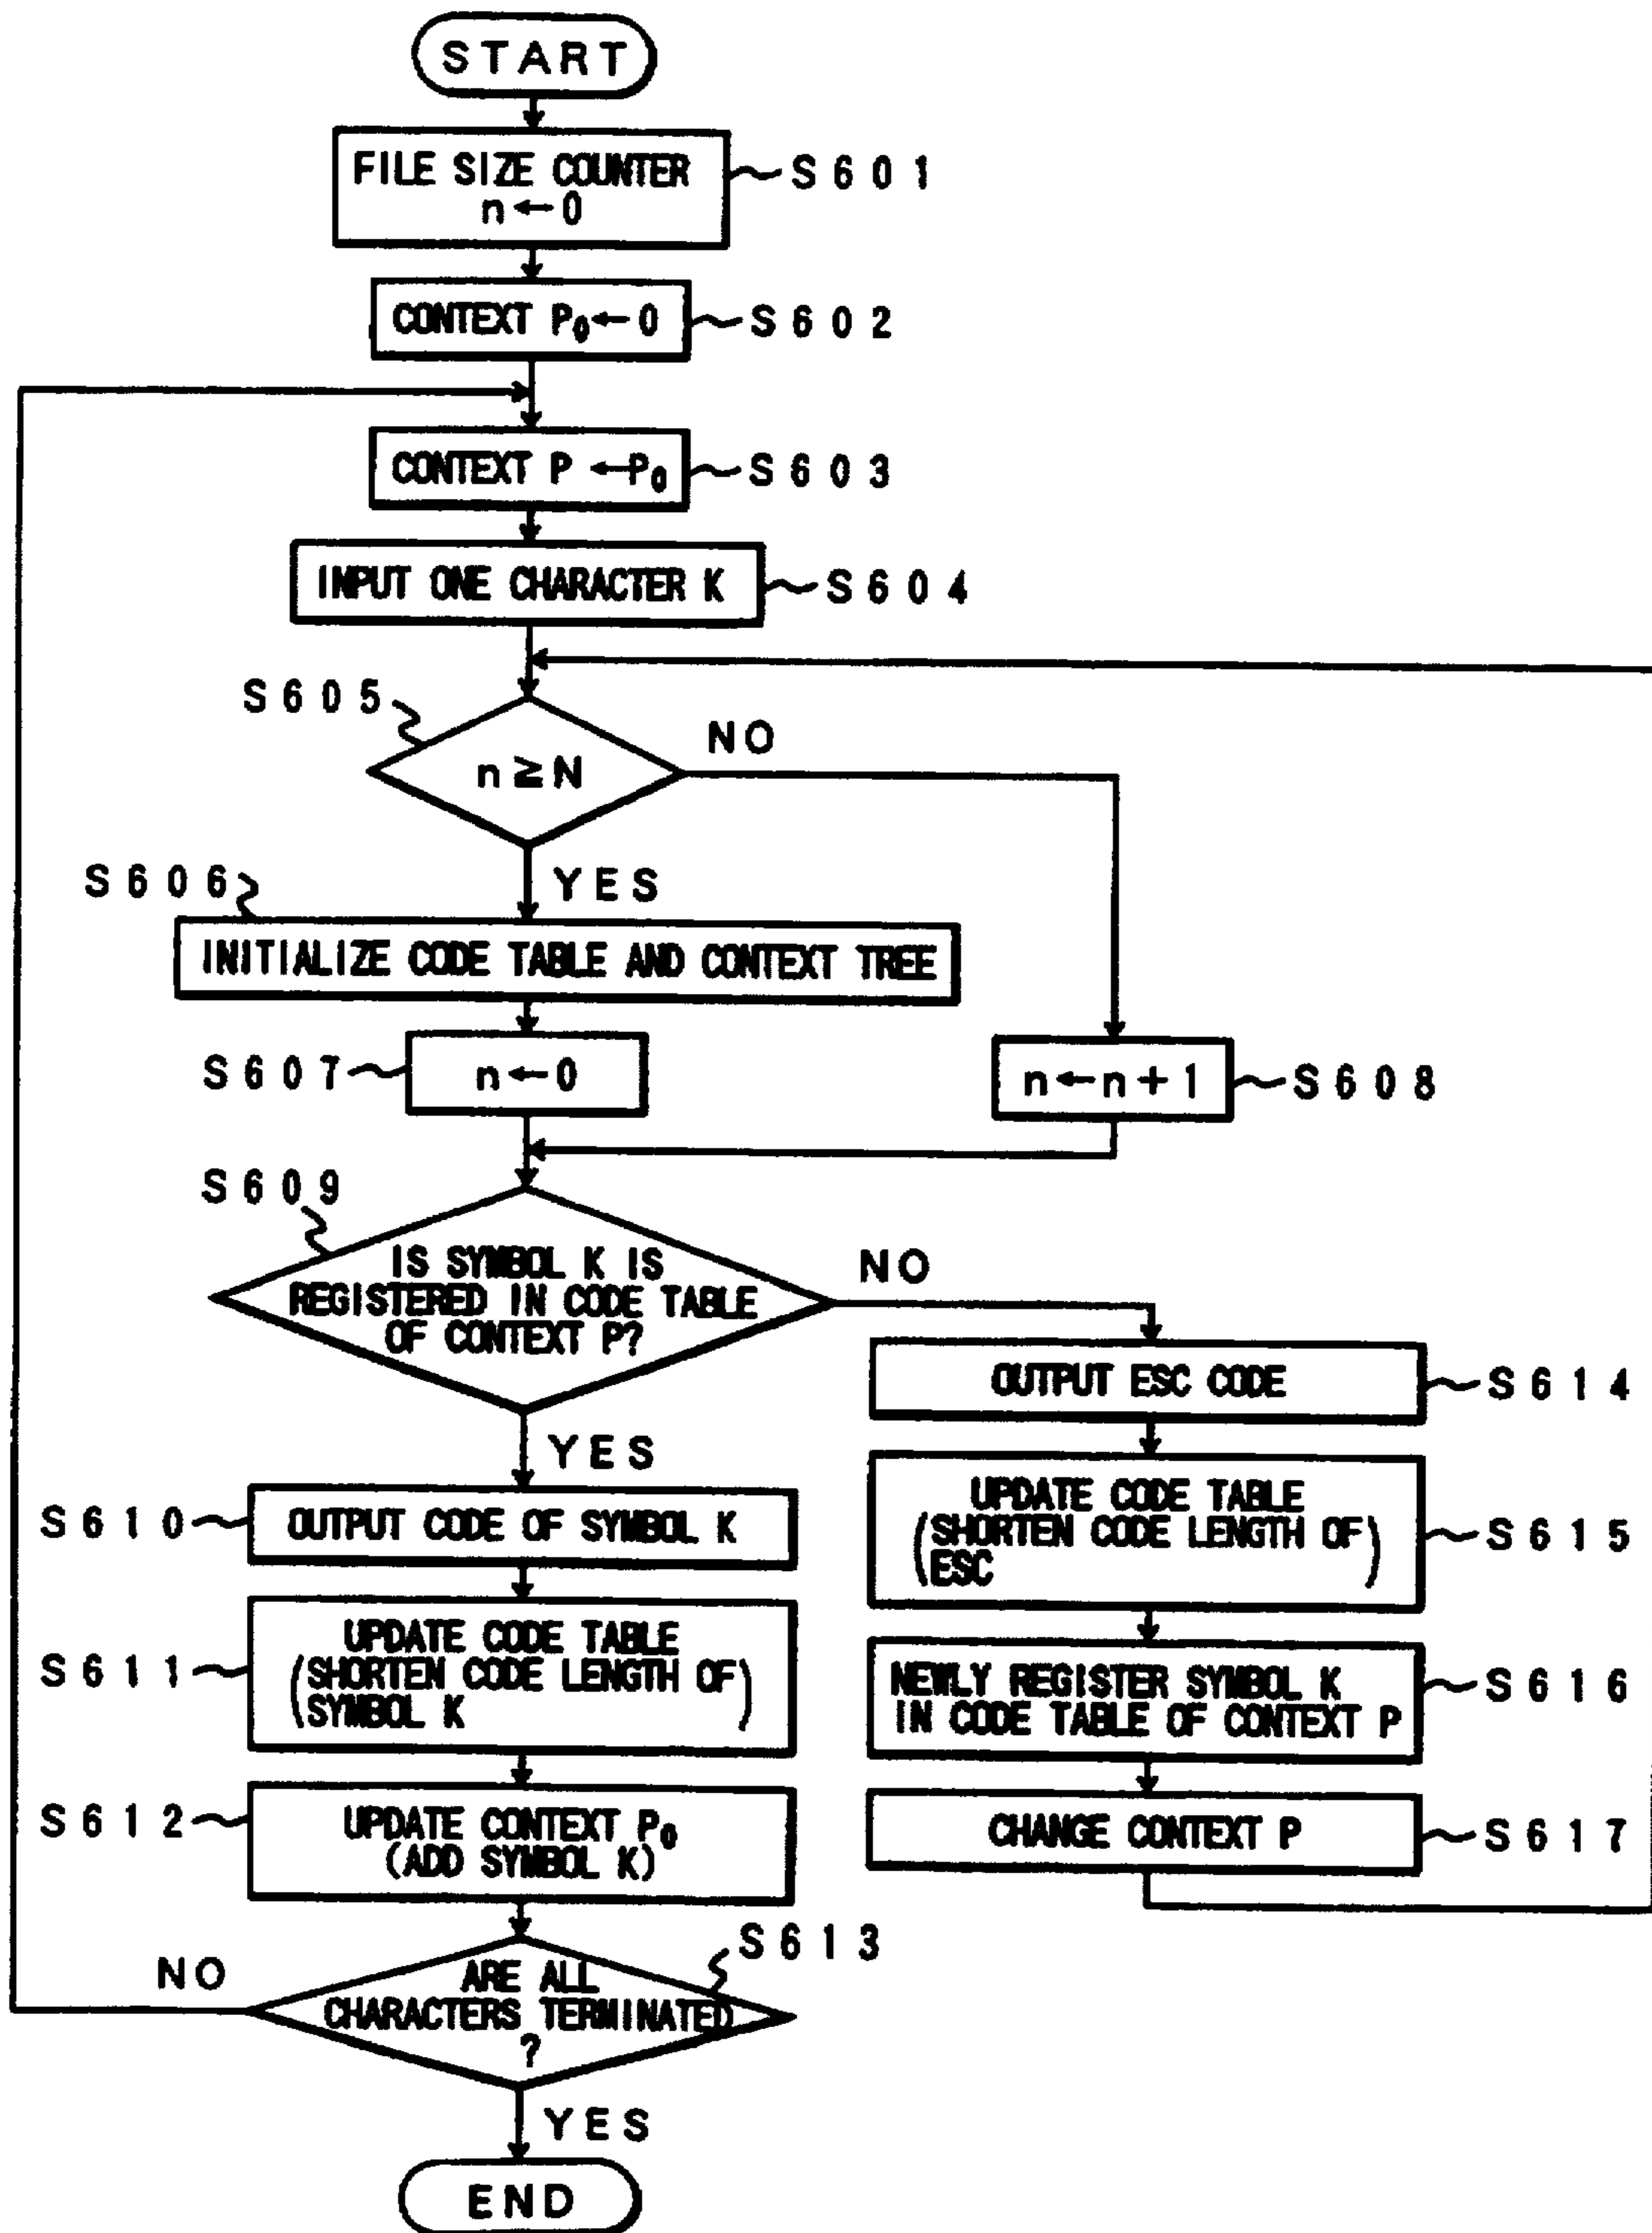 START
FILE SIZE COUNTER
n←0
S601
CONTEXT P₀←0
S602
CONTEXT P ←P₀
S603
INPUT ONE CHARACTER K
S604
S605
n≧N
NO
YES
S606
INITIALIZE CODE TABLE AND CONTEXT TREE
S607
n←0
n←n+1
S608
S609
IS SYMBOL K IS
REGISTERED IN CODE TABLE
OF CONTEXT P?
NO
YES
S610
OUTPUT CODE OF SYMBOL K
S611
UPDATE CODE TABLE
(SHORTEN CODE LENGTH OF
SYMBOL K)
S612
UPDATE CONTEXT P₀
(ADD SYMBOL K)
S613
ARE ALL
CHARACTERS TERMINATED
?
NO
YES
END
OUTPUT ESC CODE
S614
UPDATE CODE TABLE
(SHORTEN CODE LENGTH OF
ESC)
S615
NEWLY REGISTER SYMBOL K
IN CODE TABLE OF CONTEXT P
S616
CHANGE CONTEXT P
S617